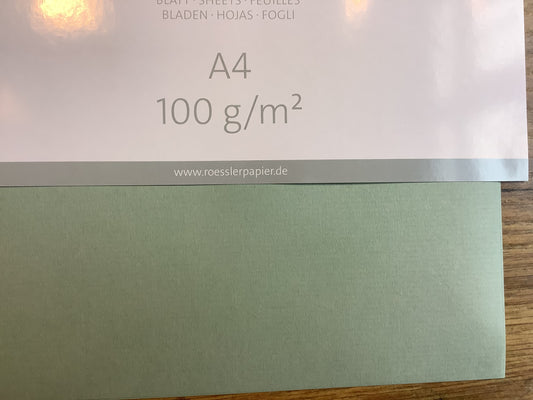 BLATT · SHEETS · FEUILLES
BLADEN · HOJAS · FOGLI
A4
100 g/m²
www.roesslerpapier.de